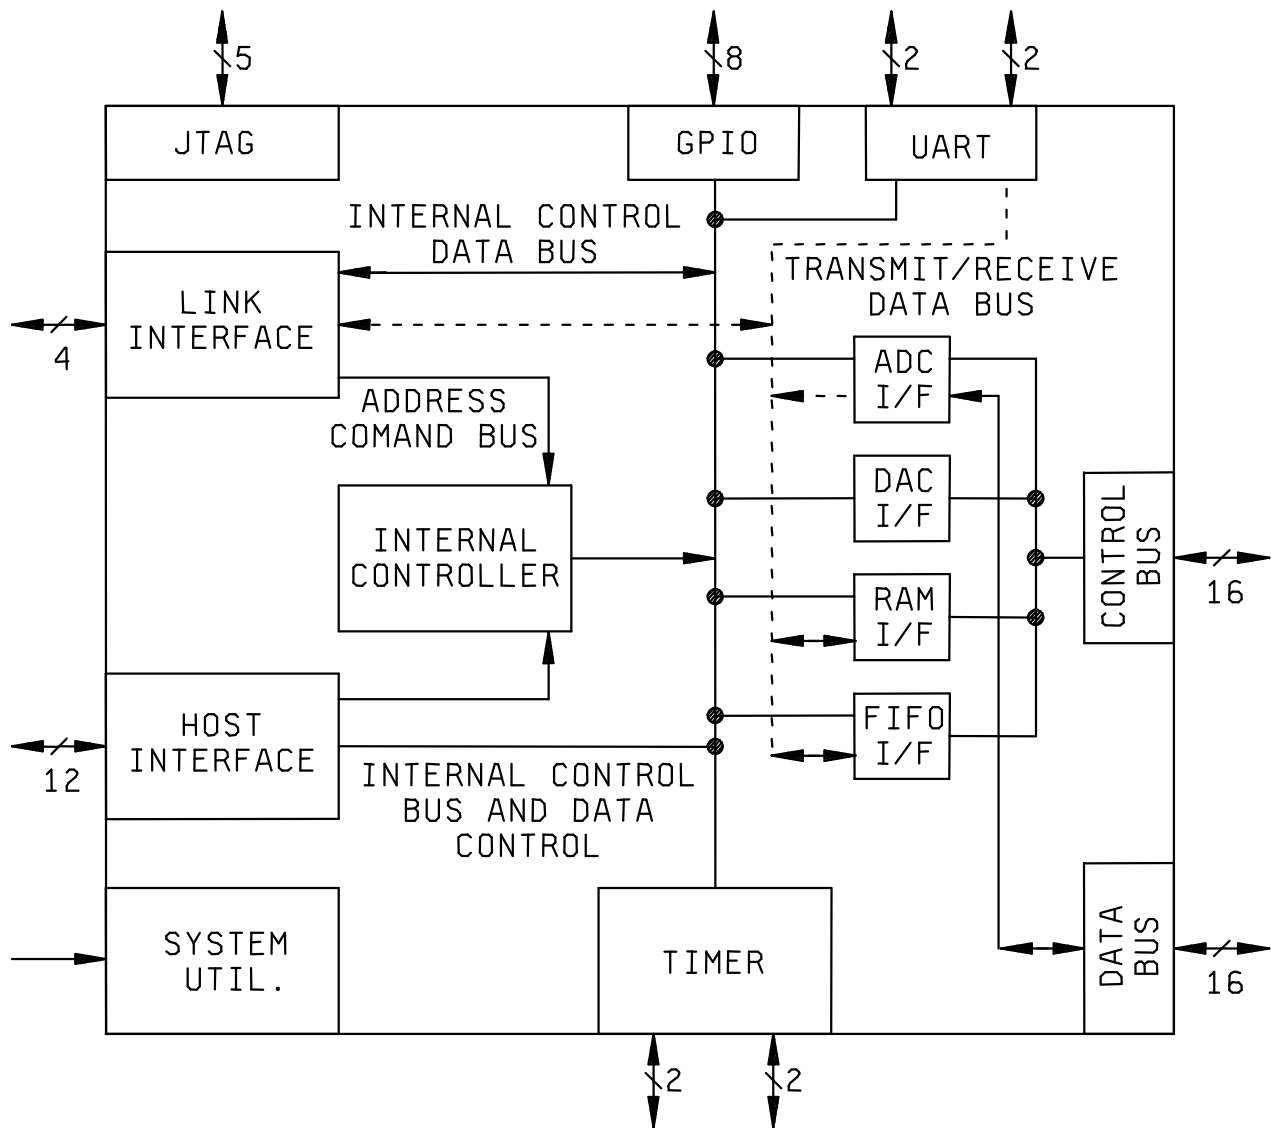 5
8
2
2
JTAG
GPIO
UART
INTERNAL CONTROL
DATA BUS
TRANSMIT/RECEIVE
DATA BUS
LINK
INTERFACE
4
ADC
I/F
ADDRESS
COMAND BUS
DAC
I/F
INTERNAL
CONTROLLER
CONTROL
BUS
16
RAM
I/F
HOST
INTERFACE
12
FIFO
I/F
INTERNAL CONTROL
BUS AND DATA
CONTROL
SYSTEM
UTIL.
TIMER
DATA
BUS
16
2
2